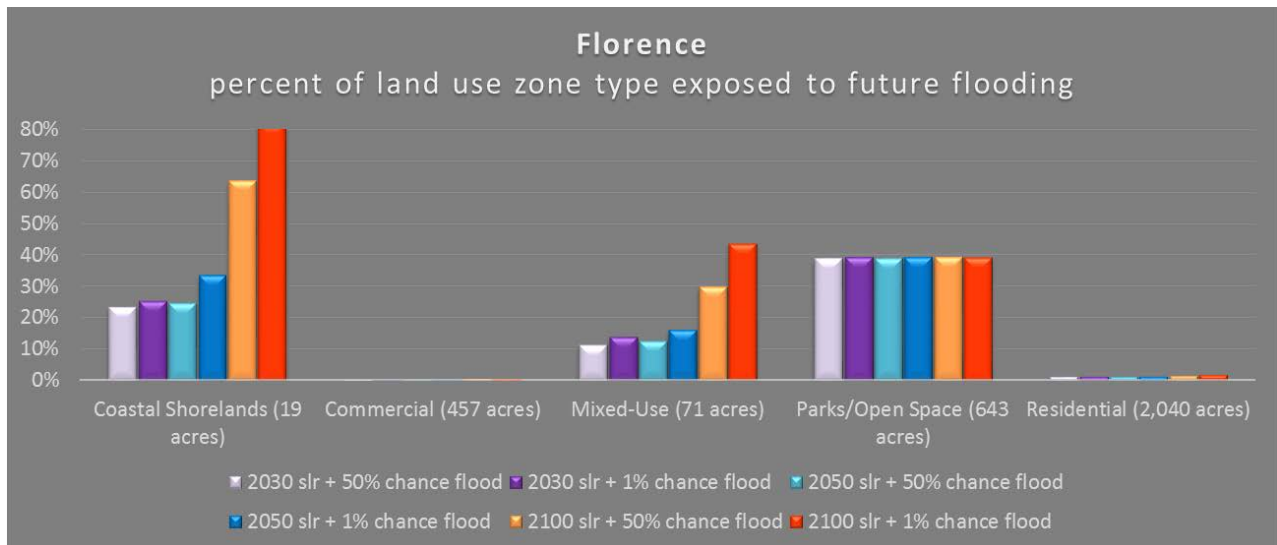 Florence
percent of land use zone type exposed to future flooding
80%
70%
60%
50%
40%
30%
20%
10%
0%
Coastal Shorelands (19
acres)
Commercial (457 acres)
Mixed-Use (71 acres)
Parks/Open Space (643
acres)
Residential (2,040 acres)
2030 slr + 50% chance flood
2030 slr + 1% chance flood
2050 slr + 50% chance flood
2050 slr + 1% chance flood
2100 slr + 50% chance flood
2100 slr + 1% chance flood